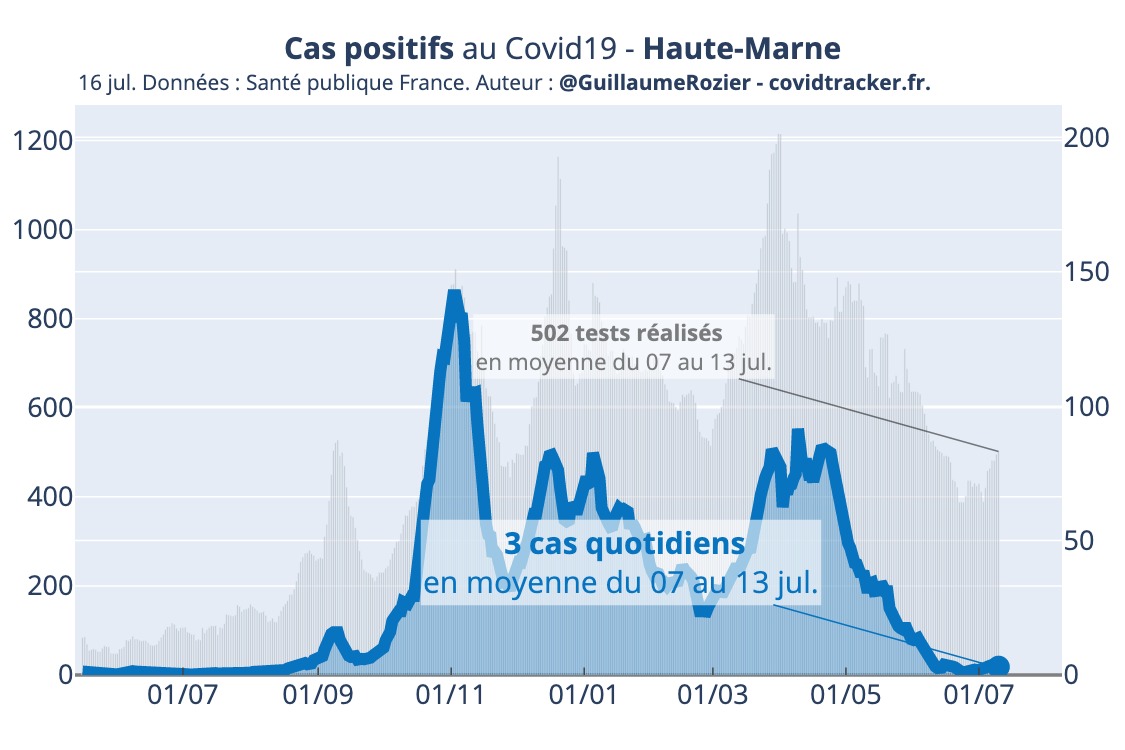 Cas positifs au Covid19 - Haute-Marne
16 jul. Données : Santé publique France. Auteur : @GuillaumeRozier - covidtracker.fr.
1200
1000
800
600
400
200
0
200
150
100
50
0
502 tests réalisés
en moyenne du 07 au 13 jul.
3 cas quotidiens
en moyenne du 07 au 13 jul.
01/07 01/09 01/11 01/01 01/03 01/05 01/07